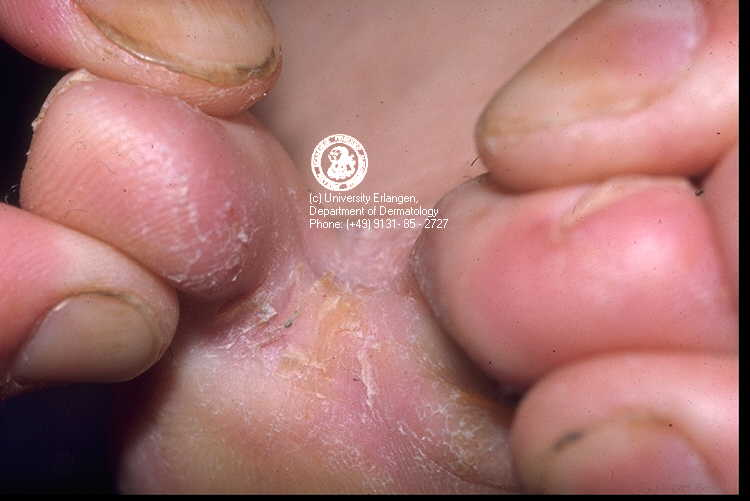 (c) University Erlangen,
Department of Dermatology
Phone: (+49) 9131- 85 - 2727